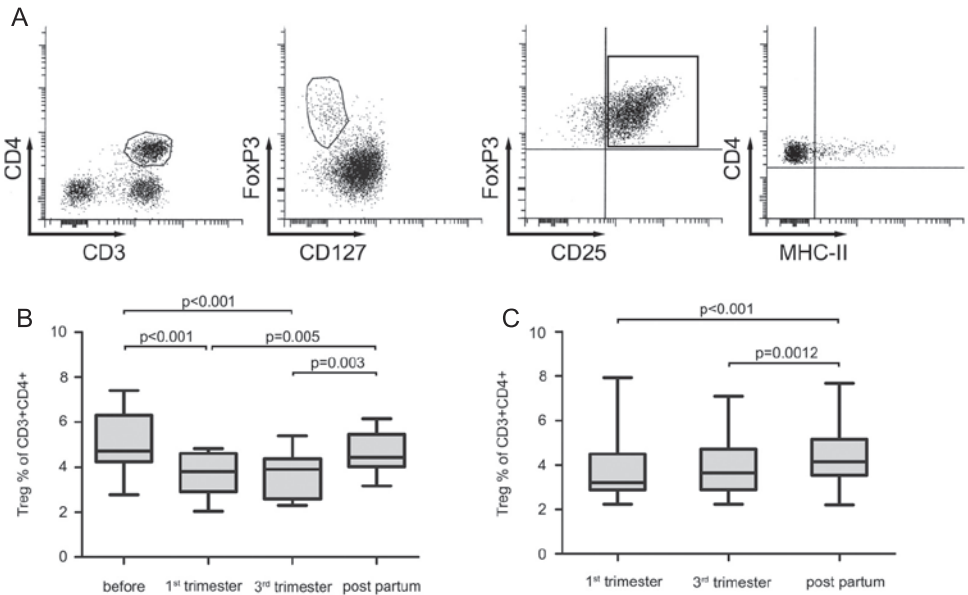 A
CD4
CD3
FoxP3
CD127
FoxP3
CD25
CD4
MHC-II
B
p<0.001
p<0.001
p=0.005
p=0.003
Treg % of CD3+CD4+
10
8
6
4
2
0
before
1st trimester
3rd trimester
post partum
C
p<0.001
p=0.0012
Treg % of CD3+CD4+
10
8
6
4
2
0
1st trimester
3rd trimester
post partum